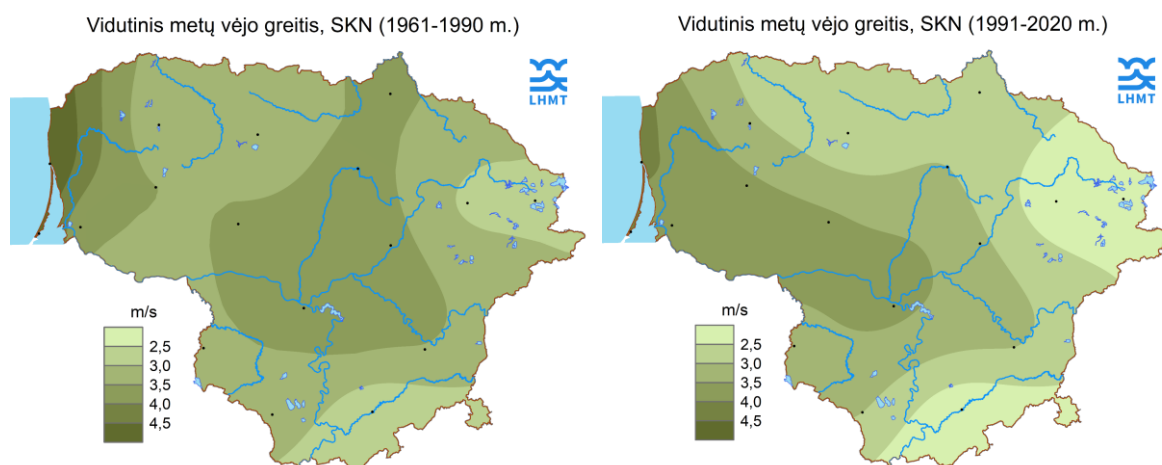 Vidutinis metų vėjo greitis, SKN (1961-1990 m.)
LHMT
m/s
2,5
3,0
3,5
4,0
4,5
Vidutinis metų vėjo greitis, SKN (1991-2020 m.)
LHMT
m/s
2,5
3,0
3,5
4,0
4,5